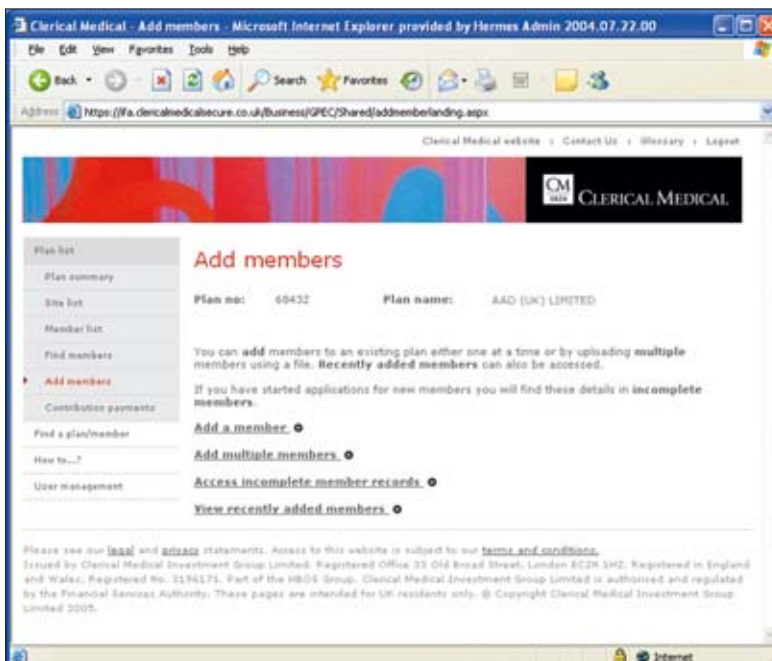 Clerical Medical - Add members - Microsoft Internet Explorer provided by Hermes Admin 2004.07.22.00
File Edit View Favorites Tools Help
Back Search Favorites
Address https://ifa.clericalmedicalsecure.co.uk/Business/GPEC/Shared/addmemberlanding.aspx
Clerical Medical website Contact Us Glossary Logout
CM
CLERICAL MEDICAL
Plan list
Plan summary
Site list
Member list
Find members
Add members
Contribution payments
Find a plan/member
How to...?
User management
Add members
Plan no: 68432 Plan name: AAD (UK) LIMITED
You can add members to an existing plan either one at a time or by uploading multiple
members using a file. Recently added members can also be accessed.
If you have started applications for new members you will find these details in incomplete
members.
Add a member
Add multiple members
Access incomplete member records
View recently added members
Please see our legal and privacy statements. Access to this website is subject to our terms and conditions.
Issued by Clerical Medical Investment Group Limited. Registered Office 33 Old Broad Street, London EC2N 1HZ. Registered in England
and Wales. Registered No. 3196171. Part of the HBOS Group. Clerical Medical Investment Group Limited is authorised and regulated
by the Financial Services Authority. These pages are intended for UK residents only. © Copyright Clerical Medical Investment Group
Limited 2005.
Internet